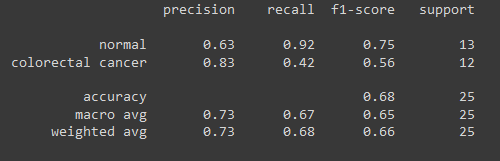 precision recall f1-score support
normal 0.63 0.92 0.75 13
colorectal cancer 0.83 0.42 0.56 12
accuracy 0.68 25
macro avg 0.73 0.67 0.65 25
weighted avg 0.73 0.68 0.66 25